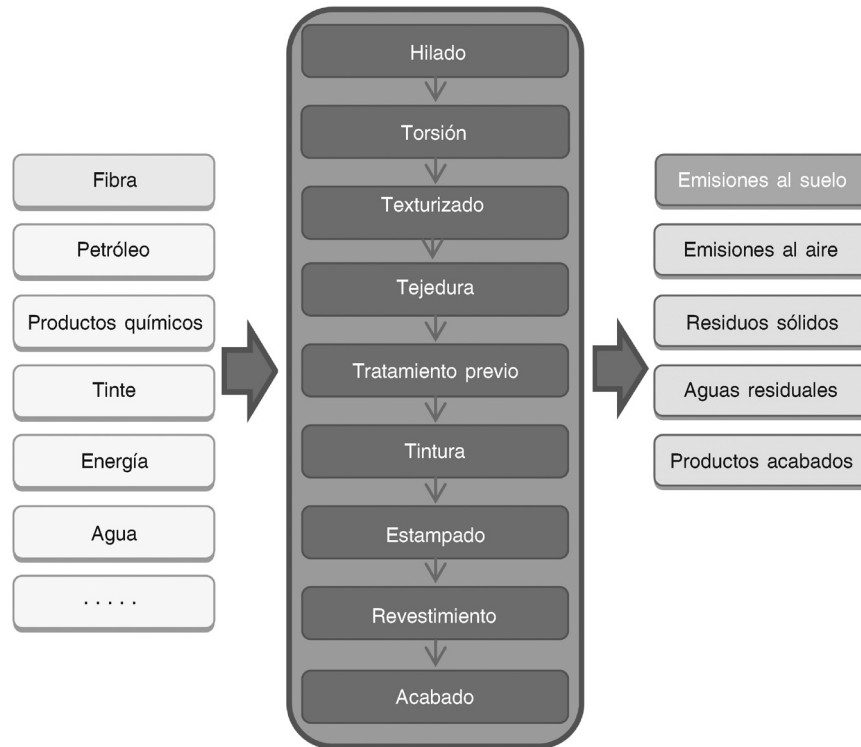 Fibra
Petróleo
Productos químicos
Tinte
Energía
Agua
. . . . .
Hilado
Torsión
Texturizado
Tejedura
Tratamiento previo
Tintura
Estampado
Revestimiento
Acabado
Emisiones al suelo
Emisiones al aire
Residuos sólidos
Aguas residuales
Productos acabados